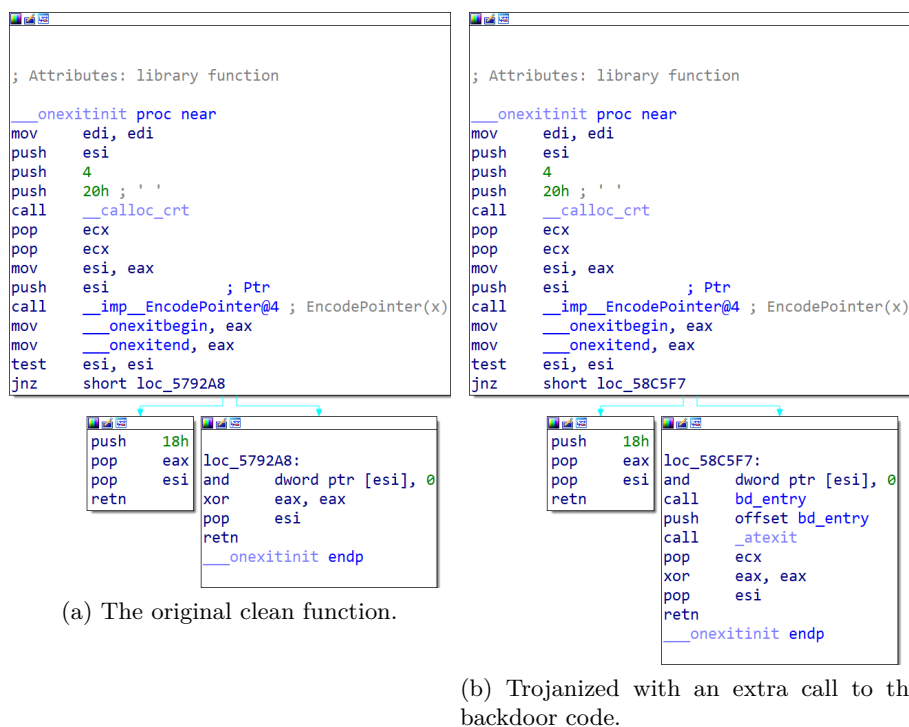 ; Attributes: library function
___onexitinit proc near
mov edi, edi
push esi
push 4
push 20h ; ' '
call __calloc_crt
pop ecx
pop ecx
mov esi, eax
push esi ; Ptr
call __imp__EncodePointer@4 ; EncodePointer(x)
mov ___onexitbegin, eax
mov ___onexitend, eax
test esi, esi
jnz short loc_5792A8
push 18h
pop eax
pop esi
retn
loc_5792A8:
and dword ptr [esi], 0
xor eax, eax
pop esi
retn
___onexitinit endp
(a) The original clean function.
; Attributes: library function
___onexitinit proc near
mov edi, edi
push esi
push 4
push 20h ; ' '
call __calloc_crt
pop ecx
pop ecx
mov esi, eax
push esi ; Ptr
call __imp__EncodePointer@4 ; EncodePointer(x)
mov ___onexitbegin, eax
mov ___onexitend, eax
test esi, esi
jnz short loc_58C5F7
push 18h
pop eax
pop esi
retn
loc_58C5F7:
and dword ptr [esi], 0
call bd_entry
push offset bd_entry
call _atexit
pop ecx
xor eax, eax
pop esi
retn
___onexitinit endp
(b) Trojanized with an extra call to th
backdoor code.